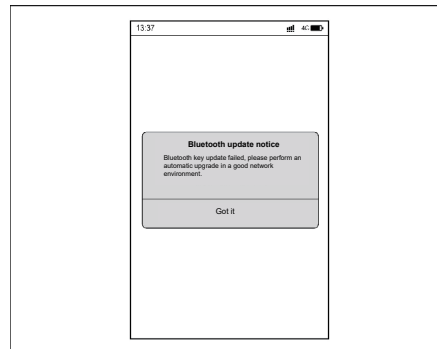 13:37 4G
Bluetooth update notice
Bluetooth key update failed, please perform an
automatic upgrade in a good network
environment.
Got it